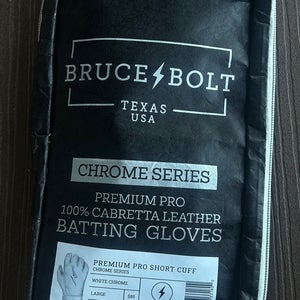 BRUCE BOLT
TEXAS
USA
CHROME SERIES
PREMIUM PRO
100% CABRETTA LEATHER
BATTING GLOVES
PREMIUM PRO SHORT CUFF
CHROME SERIES
WHITE CHROME
LARGE